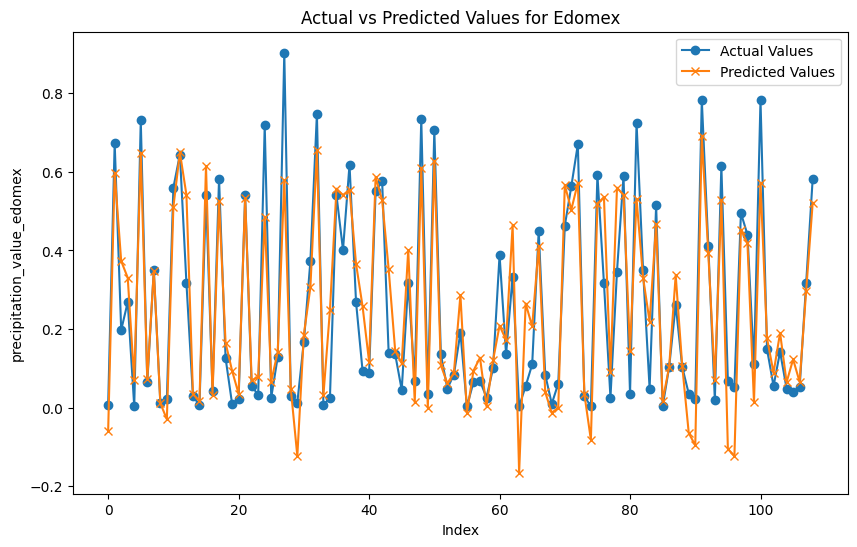 Actual vs Predicted Values for Edomex
Actual Values
Predicted Values
precipitation_value_edomex
0.8
0.6
0.4
0.2
0.0
−0.2
0
20
40
60
80
100
Index